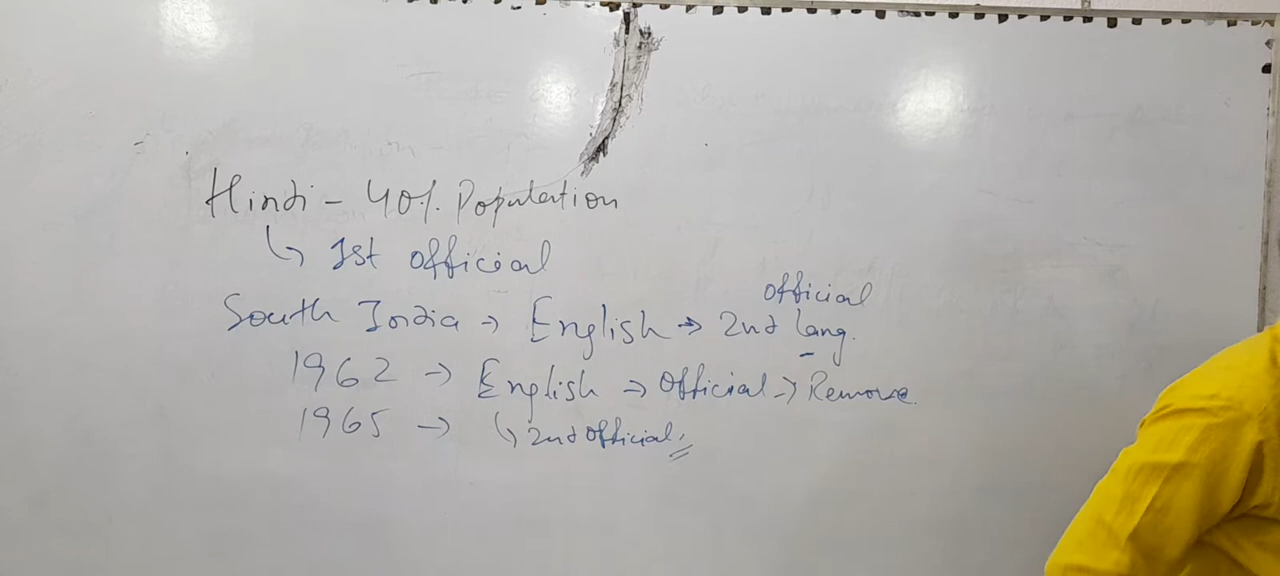 Hindi - 40% Population
↳ 1st official
South India → English → 2nd official lang.
1962 → English → Official → Remove.
1965 → ↳ 2nd Official